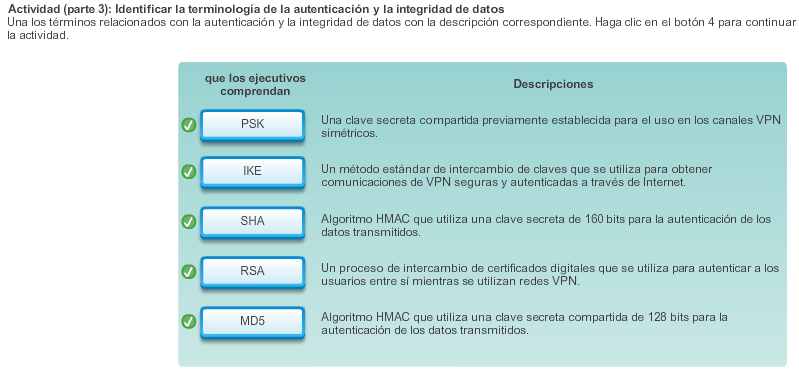 Actividad (parte 3): Identificar la terminología de la autenticación y la integridad de datos
Una los términos relacionados con la autenticación y la integridad de datos con la descripción correspondiente. Haga clic en el botón 4 para continuar
la actividad.
que los ejecutivos
comprendan
Descripciones
PSK
Una clave secreta compartida previamente establecida para el uso en los canales VPN
simétricos.
IKE
Un método estándar de intercambio de claves que se utiliza para obtener
comunicaciones de VPN seguras y autenticadas a través de Internet.
SHA
Algoritmo HMAC que utiliza una clave secreta de 160 bits para la autenticación de los
datos transmitidos.
RSA
Un proceso de intercambio de certificados digitales que se utiliza para autenticar a los
usuarios entre sí mientras se utilizan redes VPN.
MD5
Algoritmo HMAC que utiliza una clave secreta compartida de 128 bits para la
autenticación de los datos transmitidos.